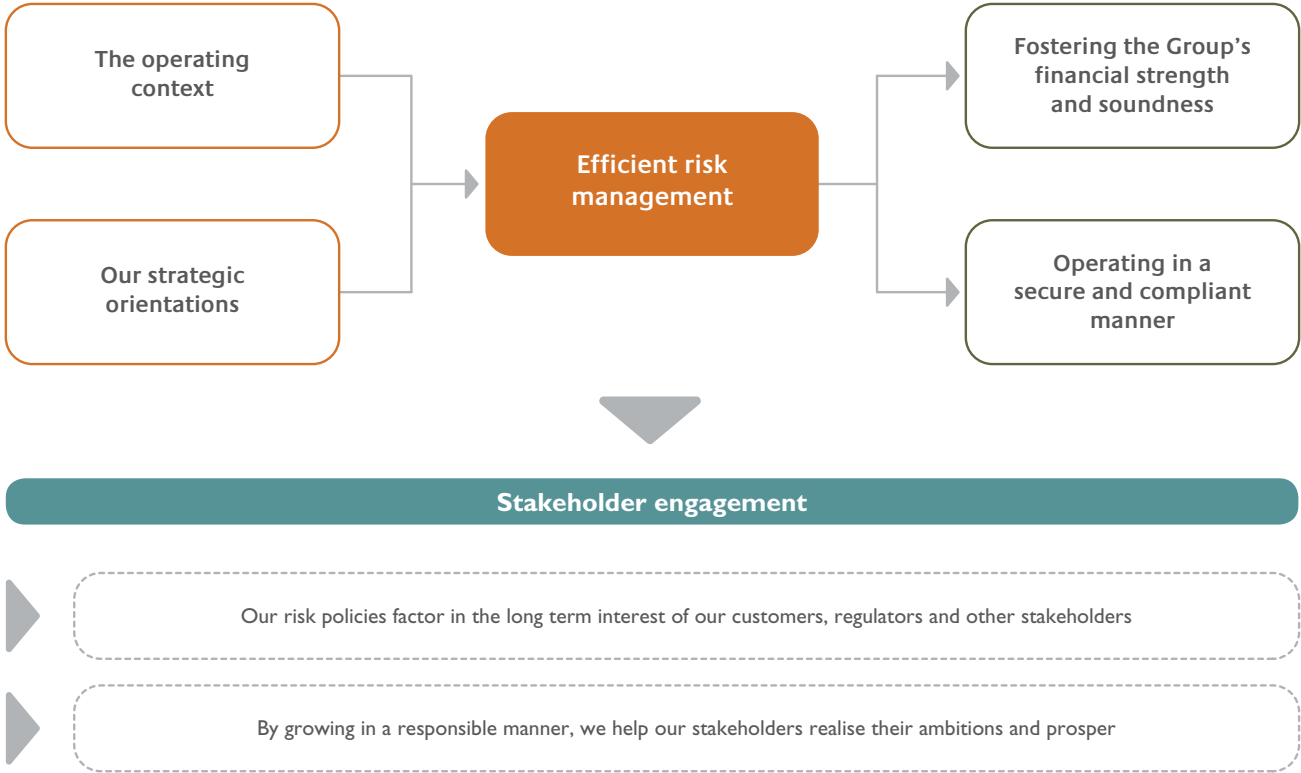 The operating
context
Our strategic
orientations
Efficient risk
management
Fostering the Group's
financial strength
and soundness
Operating in a
secure and compliant
manner
Stakeholder engagement
Our risk policies factor in the long term interest of our customers, regulators and other stakeholders
By growing in a responsible manner, we help our stakeholders realise their ambitions and prosper